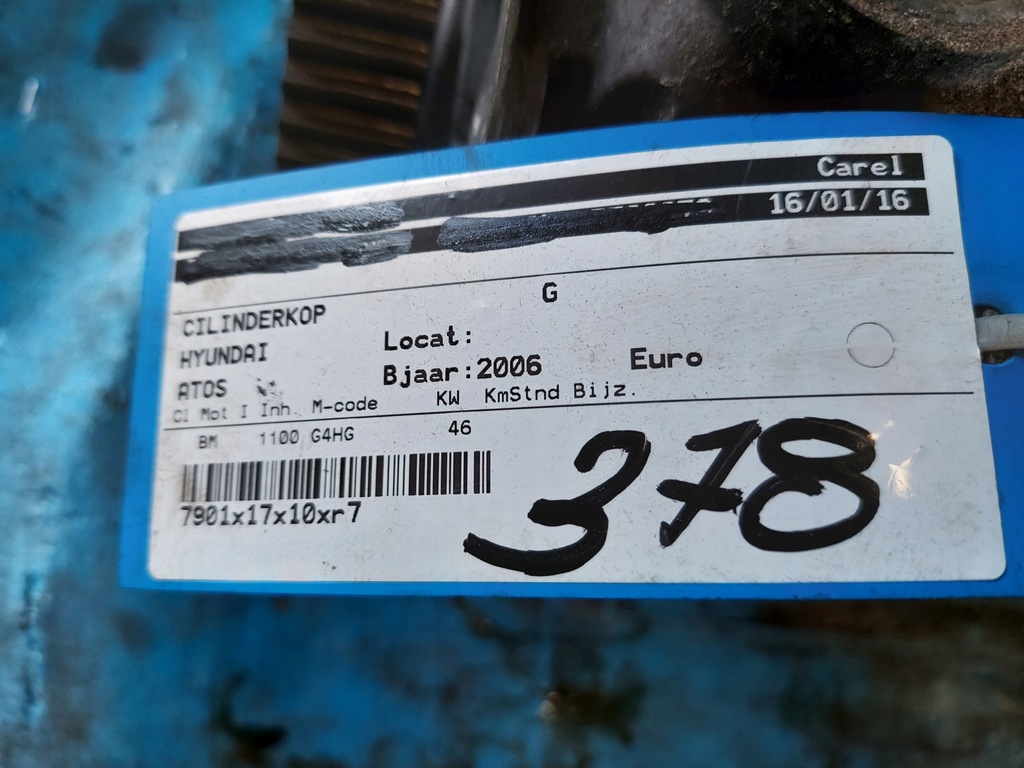 Carel
16/01/16
G
CILINDERKOP
HYUNDAI
ATOS
Locat:
Bjaar:2006 Euro
Cl Mot I Inh. M-code KW KmStnd Bijz.
BM 1100 G4HG 46
7901x17x10xr7
378